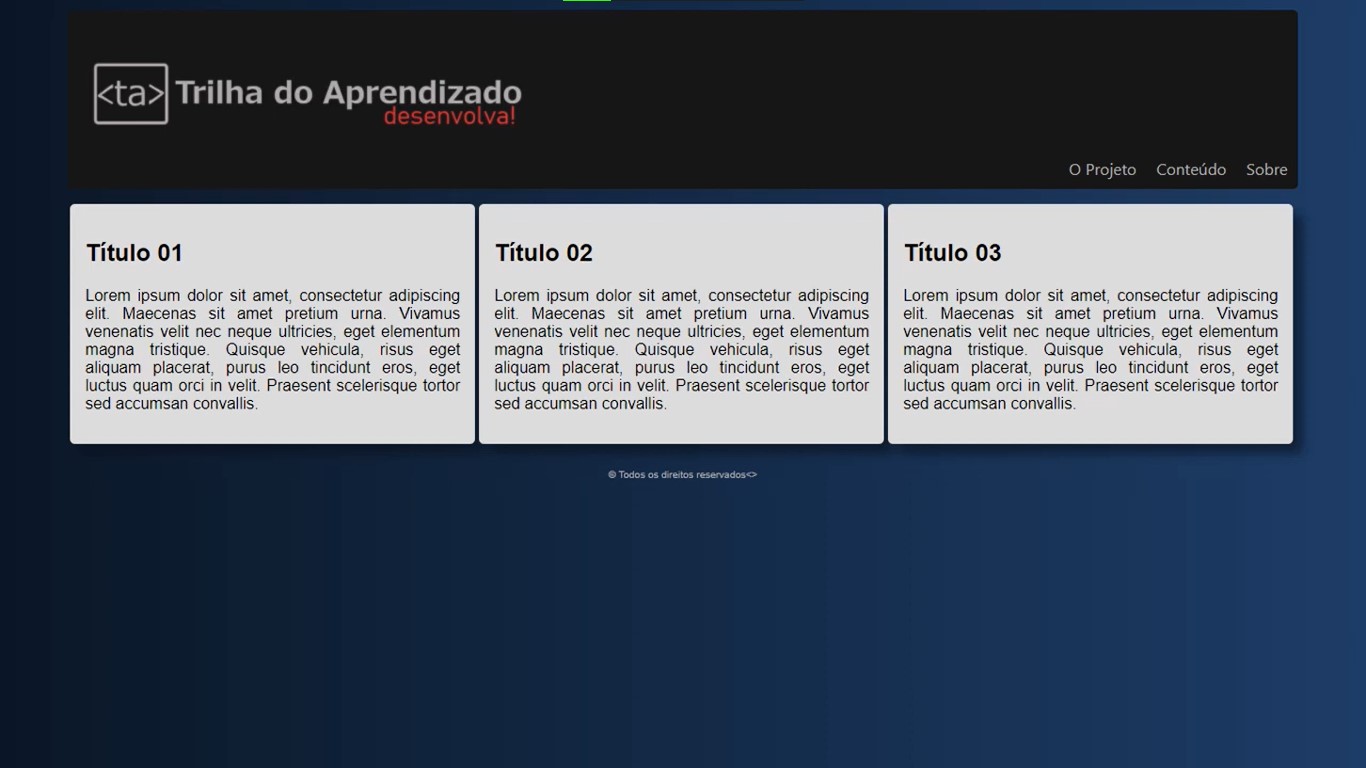 <ta> Trilha do Aprendizado
desenvolva!
O Projeto Conteúdo Sobre
Título 01
Lorem ipsum dolor sit amet, consectetur adipiscing
elit. Maecenas sit amet pretium urna. Vivamus
venenatis velit nec neque ultricies, eget elementum
magna tristique. Quisque vehicula, risus eget
aliquam placerat, purus leo tincidunt eros, eget
luctus quam orci in velit. Praesent scelerisque tortor
sed accumsan convallis.
Título 02
Lorem ipsum dolor sit amet, consectetur adipiscing
elit. Maecenas sit amet pretium urna. Vivamus
venenatis velit nec neque ultricies, eget elementum
magna tristique. Quisque vehicula, risus eget
aliquam placerat, purus leo tincidunt eros, eget
luctus quam orci in velit. Praesent scelerisque tortor
sed accumsan convallis.
Título 03
Lorem ipsum dolor sit amet, consectetur adipiscing
elit. Maecenas sit amet pretium urna. Vivamus
venenatis velit nec neque ultricies, eget elementum
magna tristique. Quisque vehicula, risus eget
aliquam placerat, purus leo tincidunt eros, eget
luctus quam orci in velit. Praesent scelerisque tortor
sed accumsan convallis.
© Todos os direitos reservados<>